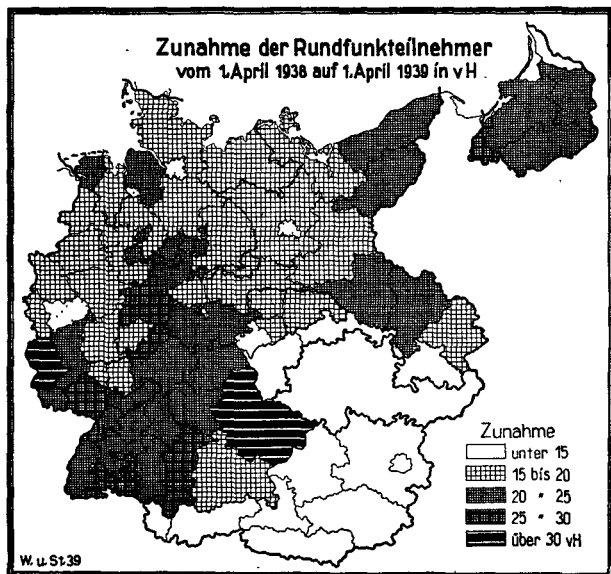 Zunahme der Rundfunkteilnehmer
vom 1.April 1938 auf 1.April 1939 in vH
Zunahme
unter 15
15 bis 20
20 " 25
25 " 30
über 30 vH
W. u. St.39